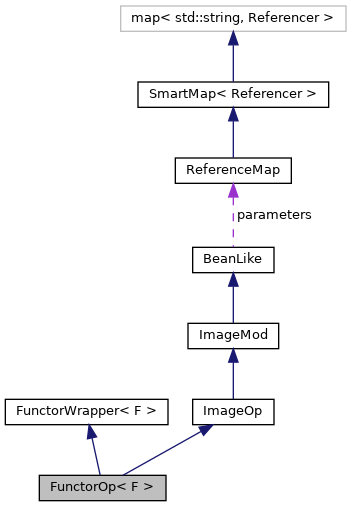 map< std::string, Referencer >
SmartMap< Referencer >
ReferenceMap
parameters
BeanLike
ImageMod
FunctorWrapper< F >
ImageOp
FunctorOp< F >